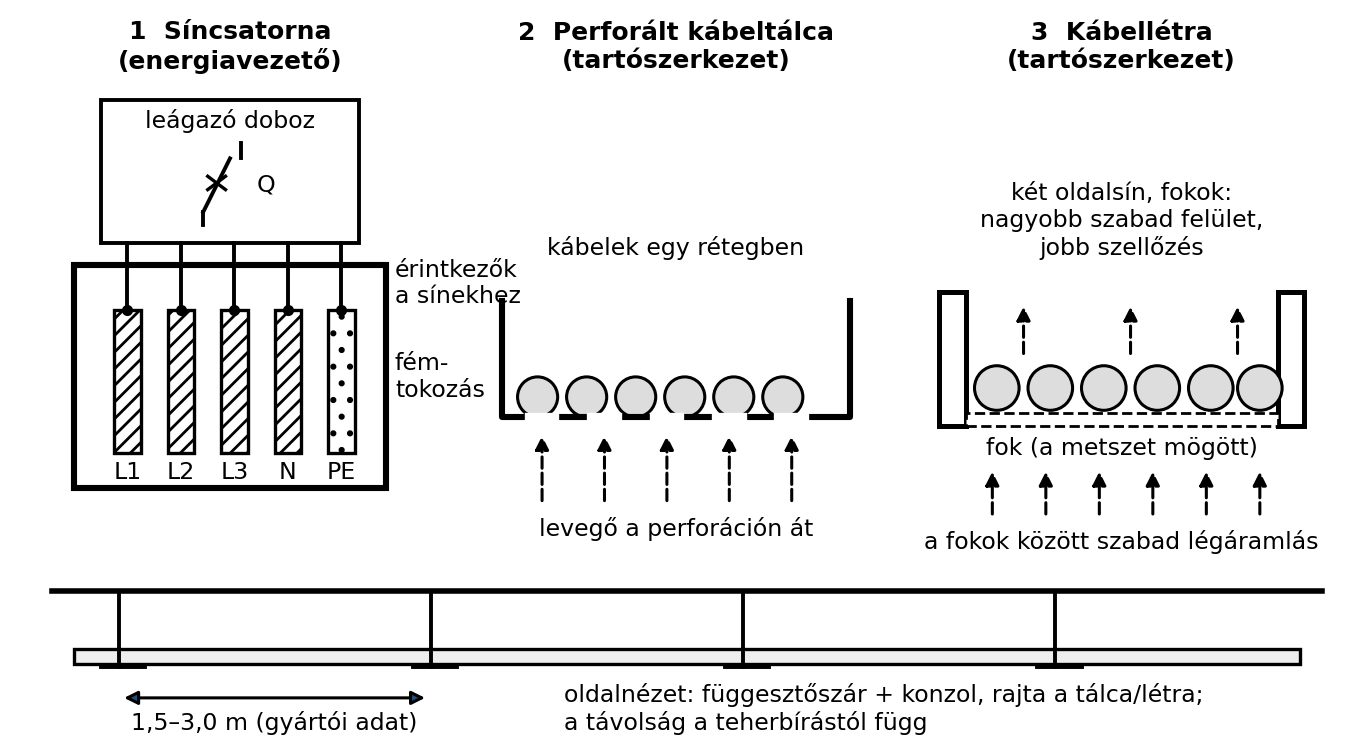 1  Síncsatorna
(energiavezető)
2  Perforált kábeltálca
(tartószerkezet)
3  Kábellétra
(tartószerkezet)
leágazó doboz
Q
érintkezők
a sínekhez
fém-
tokozás
L1
L2
L3
N
PE
kábelek egy rétegben
levegő a perforáción át
két oldalsín, fokok:
nagyobb szabad felület,
jobb szellőzés
fok (a metszet mögött)
a fokok között szabad légáramlás
1,5–3,0 m (gyártói adat)
oldalnézet: függesztőszár + konzol, rajta a tálca/létra;
a távolság a teherbírástól függ